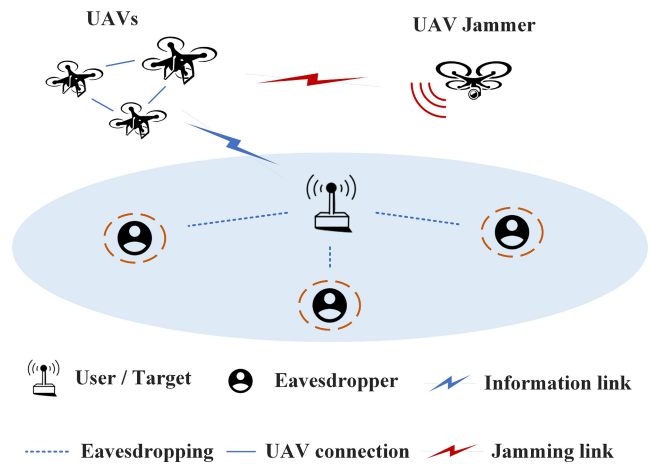 UAVs
UAV Jammer
User / Target
Eavesdropper
Information link
Eavesdropping
UAV connection
Jamming link